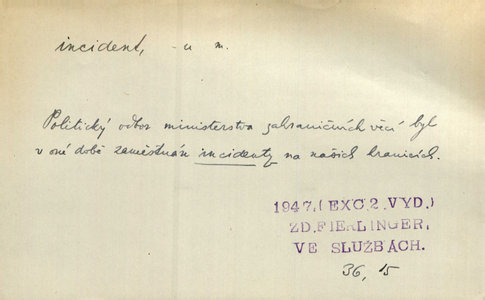 incident, -u m.
Politický odbor ministerstva zahraničních věcí byl
v oné době zaměstnán incidenty na našich hranicích.
1947.(EXC.2.VYD.)
ZD.FIERLINGER,
VE SLUŽBÁCH.
36, 15